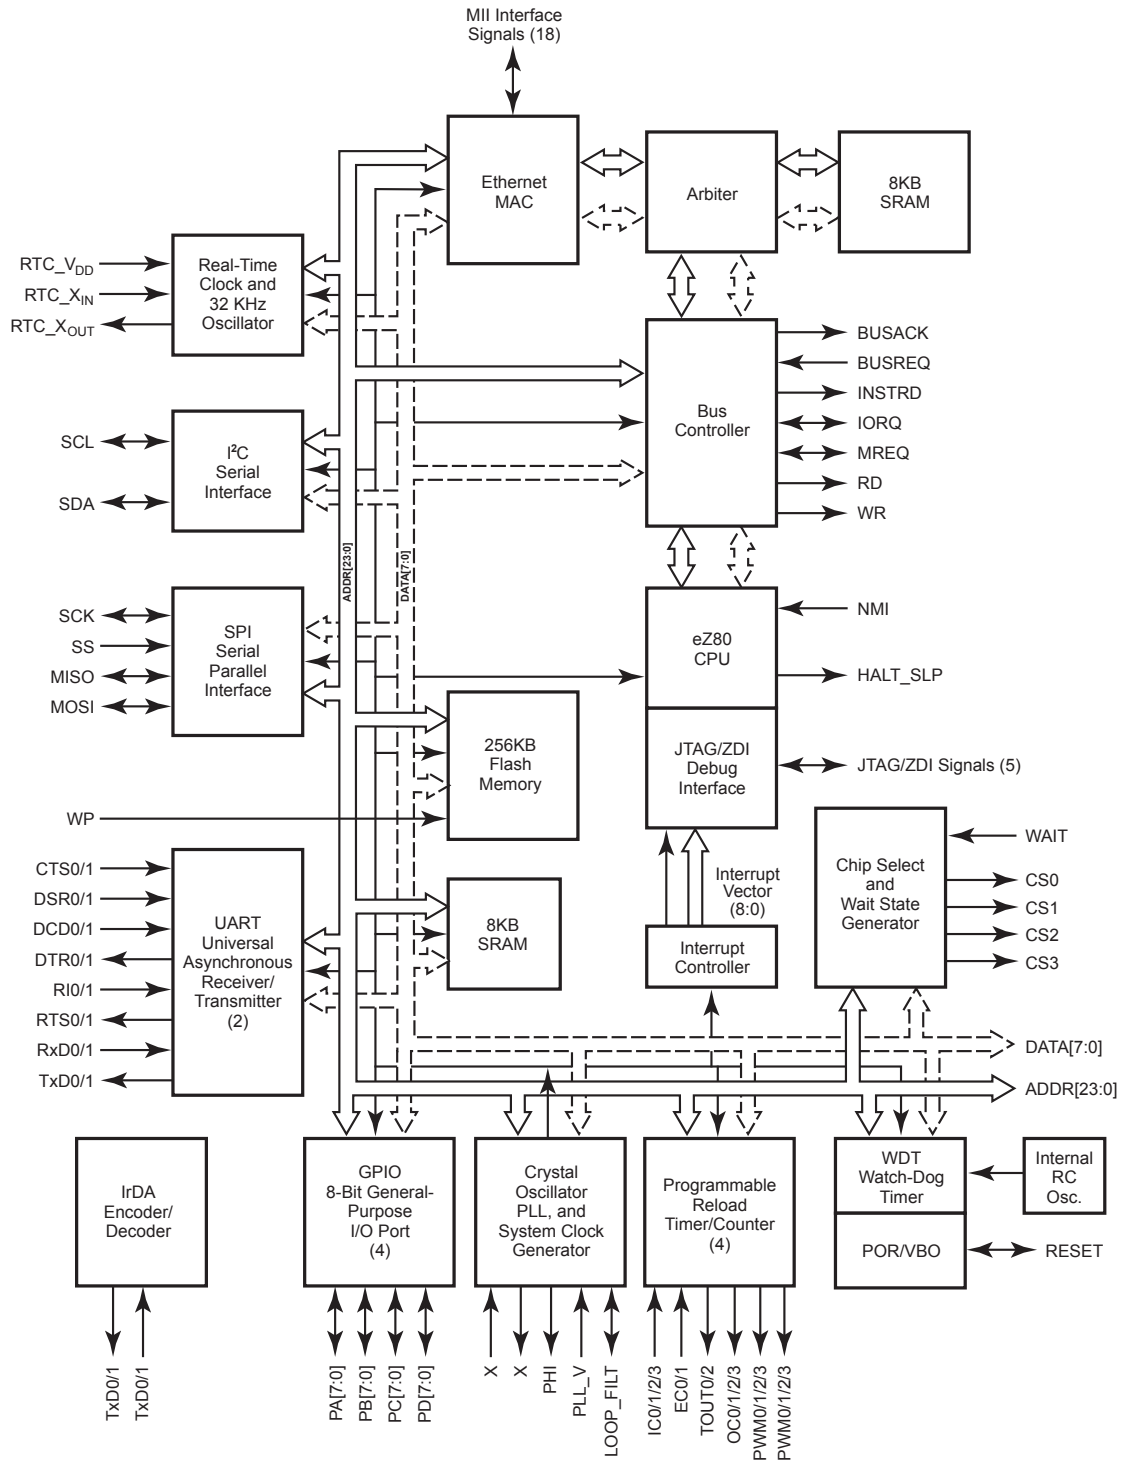 MII Interface
Signals (18)
Ethernet
MAC
Arbiter
8KB
SRAM
RTC_VDD
RTC_XIN
RTC_XOUT
Real-Time
Clock and
32 KHz
Oscillator
BUSACK
BUSREQ
INSTRD
IORQ
MREQ
RD
WR
Bus
Controller
SCL
SDA
I²C
Serial
Interface
ADDR[23:0]
DATA[7:0]
SCK
SS
MISO
MOSI
SPI
Serial
Parallel
Interface
eZ80
CPU
NMI
HALT_SLP
JTAG/ZDI
Debug
Interface
JTAG/ZDI Signals (5)
256KB
Flash
Memory
WP
CTS0/1
DSR0/1
DCD0/1
DTR0/1
RI0/1
RTS0/1
RxD0/1
TxD0/1
UART
Universal
Asynchronous
Receiver/
Transmitter
(2)
8KB
SRAM
Interrupt
Vector
(8:0)
Interrupt
Controller
Chip Select
and
Wait State
Generator
WAIT
CS0
CS1
CS2
CS3
DATA[7:0]
ADDR[23:0]
IrDA
Encoder/
Decoder
GPIO
8-Bit General-
Purpose
I/O Port
(4)
Crystal
Oscillator
PLL, and
System Clock
Generator
Programmable
Reload
Timer/Counter
(4)
WDT
Watch-Dog
Timer
POR/VBO
Internal
RC
Osc.
RESET
TxD0/1
TxD0/1
PA[7:0]
PB[7:0]
PC[7:0]
PD[7:0]
X
X
PHI
PLL_V
LOOP_FILT
IC0/1/2/3
EC0/1
TOUT0/2
OC0/1/2/3
PWM0/1/2/3
PWM0/1/2/3